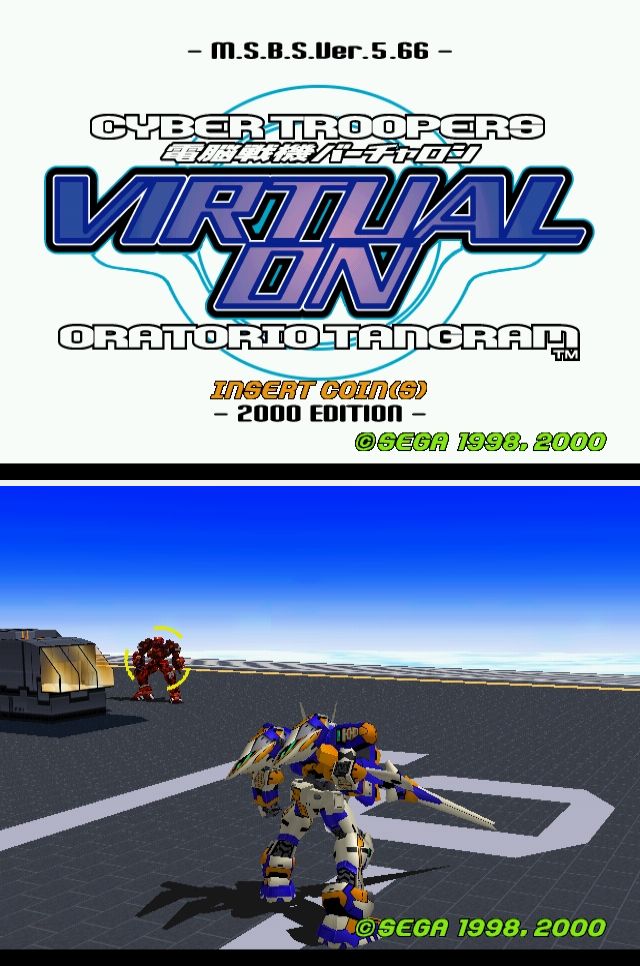 - M.S.B.S.Ver.5.66 -
CYBER TROOPERS
電脳戦機バーチャロン
VIRTUAL
ON
ORATORIO TANGRAM
TM
INSERT COIN(S)
- 2000 EDITION -
©SEGA 1998, 2000
©SEGA 1998, 2000